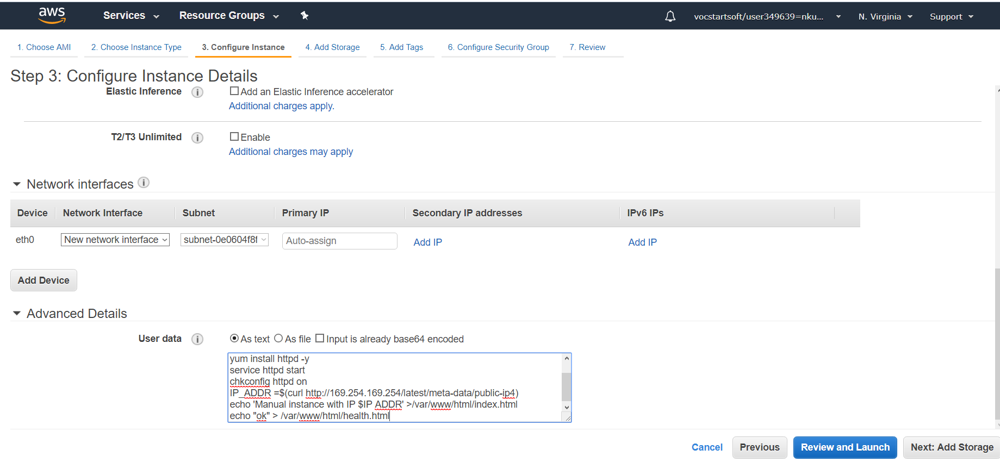 aws Services Resource Groups vocstartsoft/user349639=nku... N. Virginia Support
1. Choose AMI 2. Choose Instance Type 3. Configure Instance 4. Add Storage 5. Add Tags 6. Configure Security Group 7. Review
Step 3: Configure Instance Details
Elastic Inference i Add an Elastic Inference accelerator
Additional charges apply.
T2/T3 Unlimited i Enable
Additional charges may apply
Network interfaces i
Device Network Interface Subnet Primary IP Secondary IP addresses IPv6 IPs
eth0 New network interface subnet-0e0604f8f Auto-assign Add IP Add IP
Add Device
Advanced Details
User data i As text As file Input is already base64 encoded
yum install httpd -y
service httpd start
chkconfig httpd on
IP_ADDR =$(curl http://169.254.169.254/latest/meta-data/public-ip4)
echo 'Manual instance with IP $IP ADDR' >/var/www/html/index.html
echo "ok" > /var/www/html/health.html
Cancel Previous Review and Launch Next: Add Storage